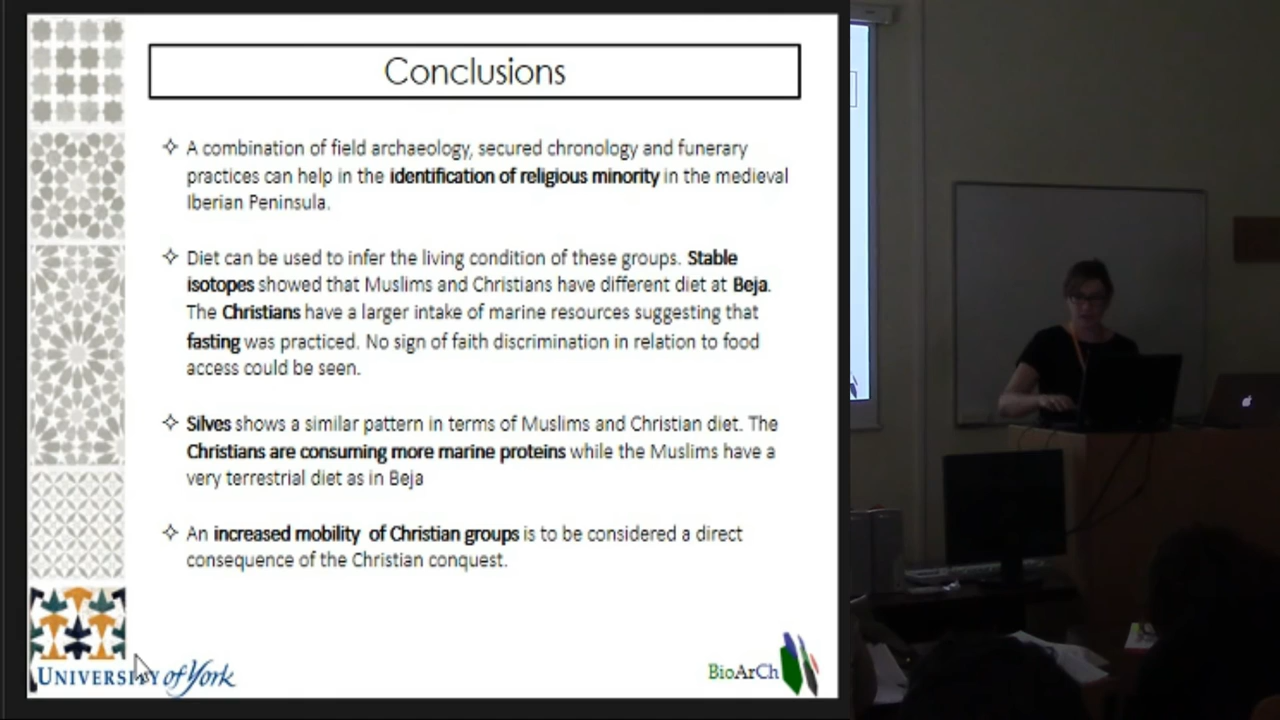 Conclusions
A combination of field archaeology, secured chronology and funerary
practices can help in the identification of religious minority in the medieval
Iberian Peninsula.
Diet can be used to infer the living condition of these groups. Stable
isotopes showed that Muslims and Christians have different diet at Beja.
The Christians have a larger intake of marine resources suggesting that
fasting was practiced. No sign of faith discrimination in relation to food
access could be seen.
Silves shows a similar pattern in terms of Muslims and Christian diet. The
Christians are consuming more marine proteins while the Muslims have a
very terrestrial diet as in Beja
An increased mobility of Christian groups is to be considered a direct
consequence of the Christian conquest.
UNIVERSITY of York
BioArCh